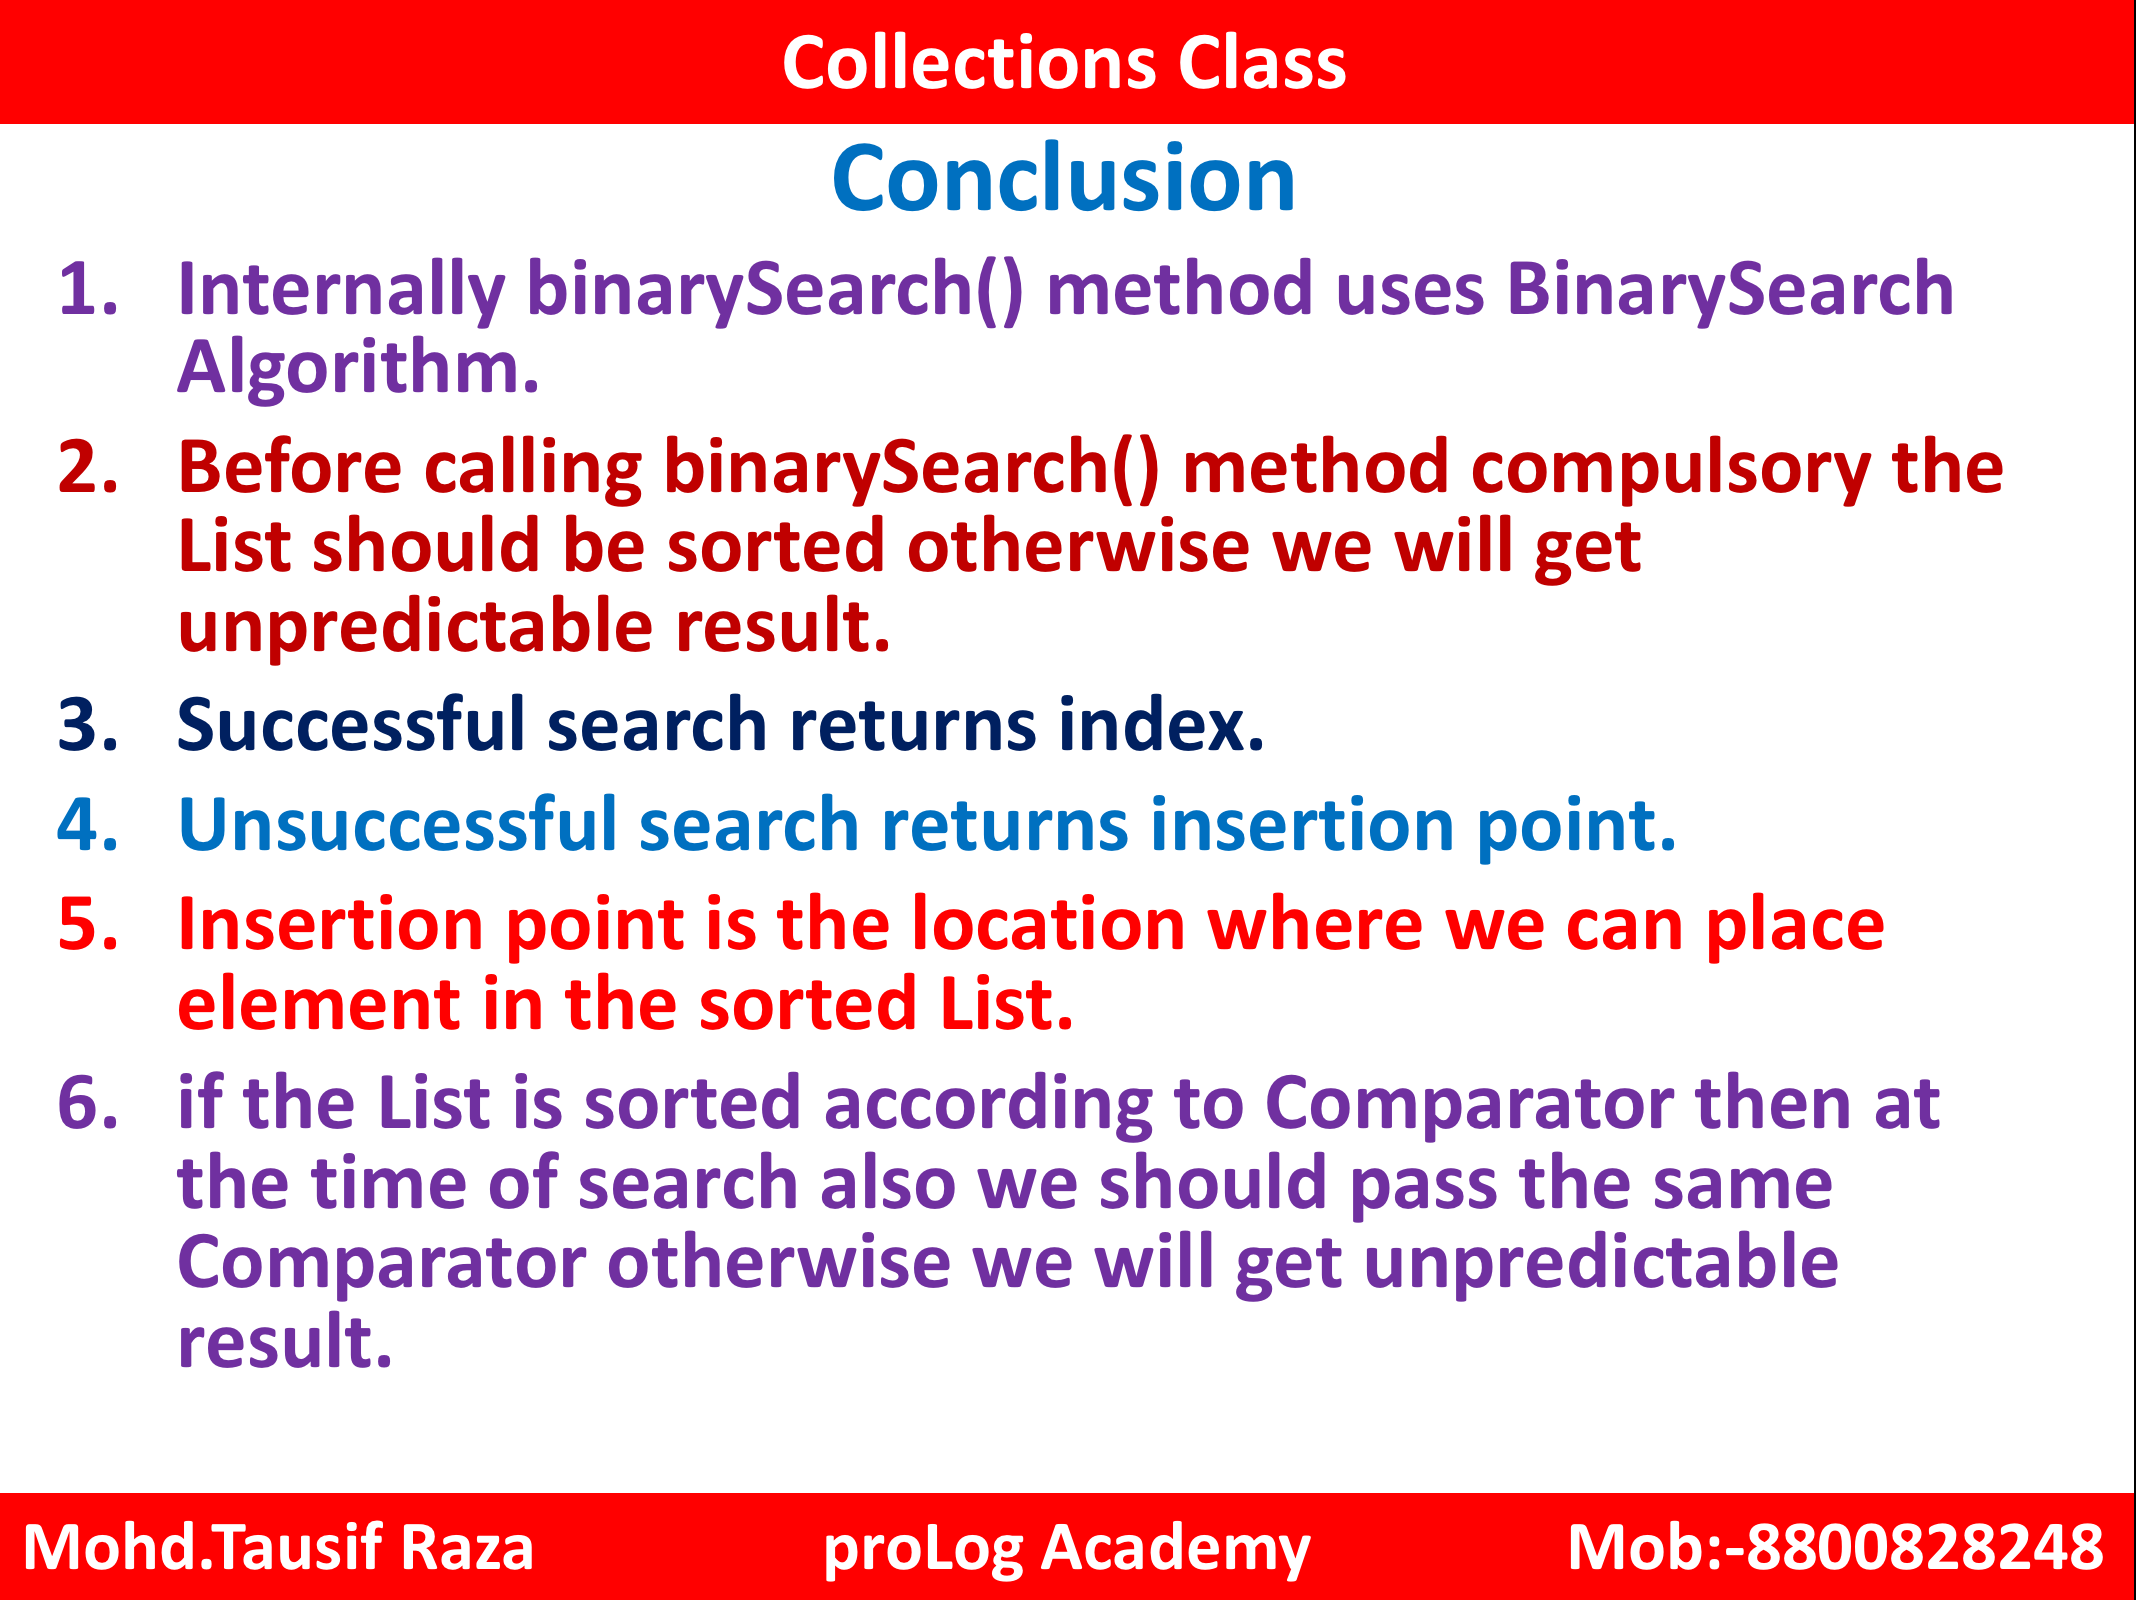 Collections Class
Conclusion
1. Internally binarySearch() method uses BinarySearch
Algorithm.
2. Before calling binarySearch() method compulsory the
List should be sorted otherwise we will get
unpredictable result.
3. Successful search returns index.
4. Unsuccessful search returns insertion point.
5. Insertion point is the location where we can place
element in the sorted List.
6. if the List is sorted according to Comparator then at
the time of search also we should pass the same
Comparator otherwise we will get unpredictable
result.
Mohd.Tausif Raza proLog Academy Mob:-8800828248